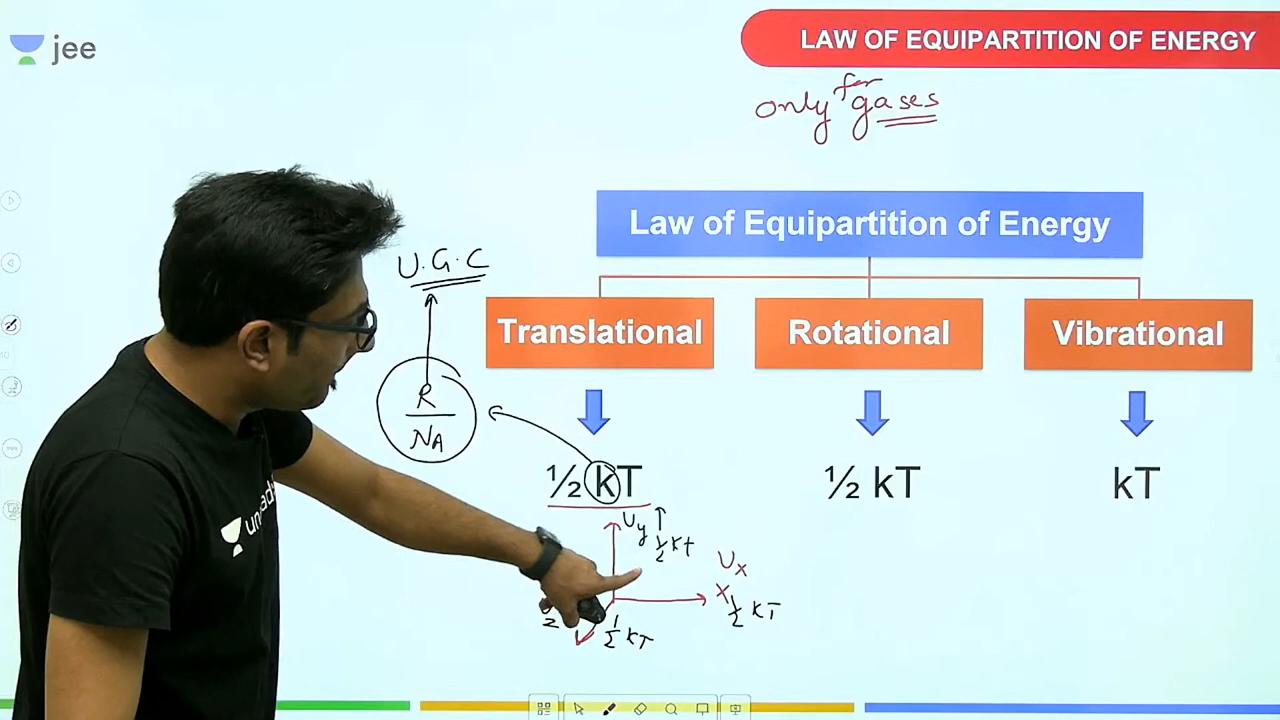 jee
LAW OF EQUIPARTITION OF ENERGY
only for gases
Law of Equipartition of Energy
U.G.C
Translational
Rotational
Vibrational
R
NA
½ kT
½ kT
kT
Uy
½ kt
Ux
x
½ kT
2
½ kT